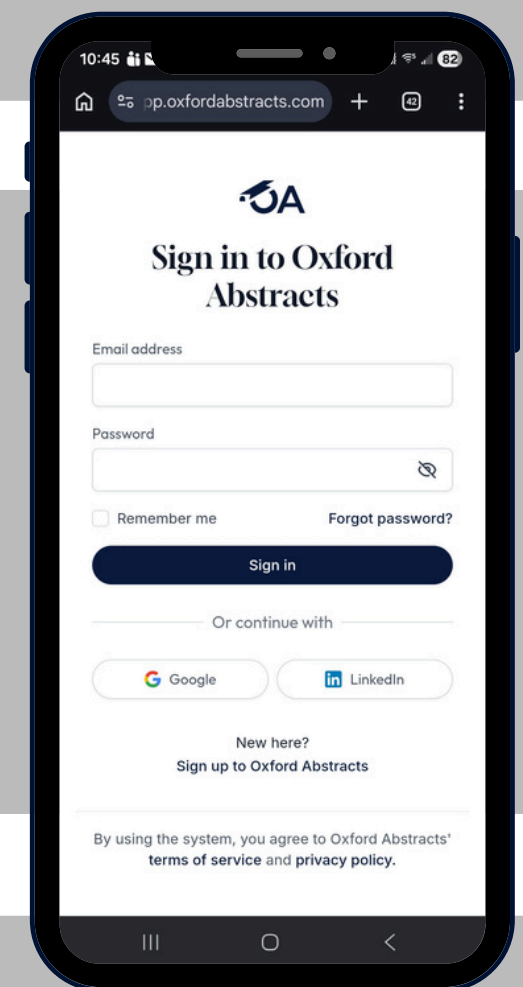 10:45
82
pp.oxfordabstracts.com
42
OA
Sign in to Oxford
Abstracts
Email address
Password
Remember me Forgot password?
Sign in
Or continue with
G Google in LinkedIn
New here?
Sign up to Oxford Abstracts
By using the system, you agree to Oxford Abstracts'
terms of service and privacy policy.